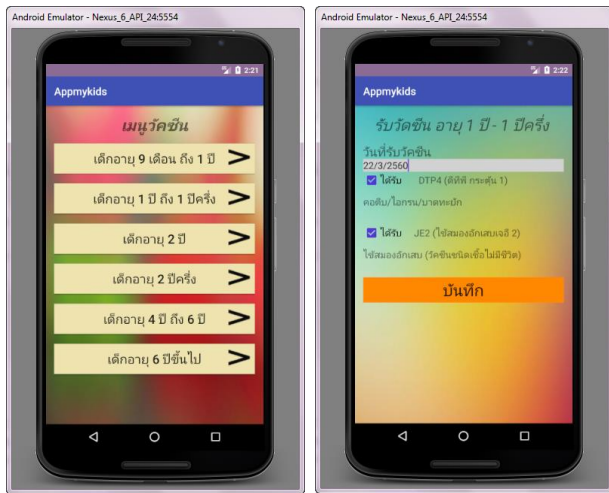 Android Emulator - Nexus_6_API_24:5554
2:21
Appmykids
เมนูวัคซีน
เด็กอายุ 9 เดือน ถึง 1 ปี >
เด็กอายุ 1 ปี ถึง 1 ปีครึ่ง >
เด็กอายุ 2 ปี >
เด็กอายุ 2 ปีครึ่ง >
เด็กอายุ 4 ปี ถึง 6 ปี >
เด็กอายุ 6 ปีขึ้นไป >
Android Emulator - Nexus_6_API_24:5554
2:22
Appmykids
รับวัดซีน อายุ 1 ปี - 1 ปีครึ่ง
วันที่รับวัคซีน
22/3/2560
ได้รับ DTP4 (ดีทีพี กระตุ้น 1)
คอตีบ/ไอกรน/บาดทะยัก
ได้รับ JE2 (ไข้สมองอักเสบเจอี 2)
ไข้สมองอักเสบ (วัคซีนชนิดเชื้อไม่มีชีวิต)
บันทึก